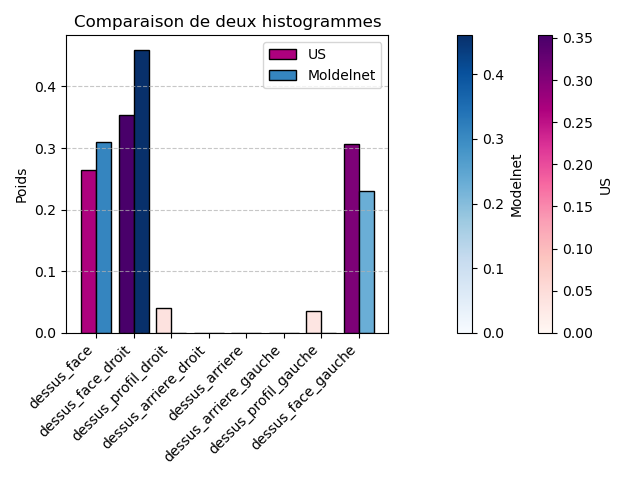 Comparaison de deux histogrammes
US
Moldelnet
Poids
0.4
0.3
0.2
0.1
0.0
dessus_face
dessus_face_droit
dessus_profil_droit
dessus_arriere_droit
dessus_arriere
dessus_arriere_gauche
dessus_profil_gauche
dessus_face_gauche
0.4
0.3
0.2
0.1
0.0
Modelnet
0.35
0.30
0.25
0.20
0.15
0.10
0.05
0.00
US